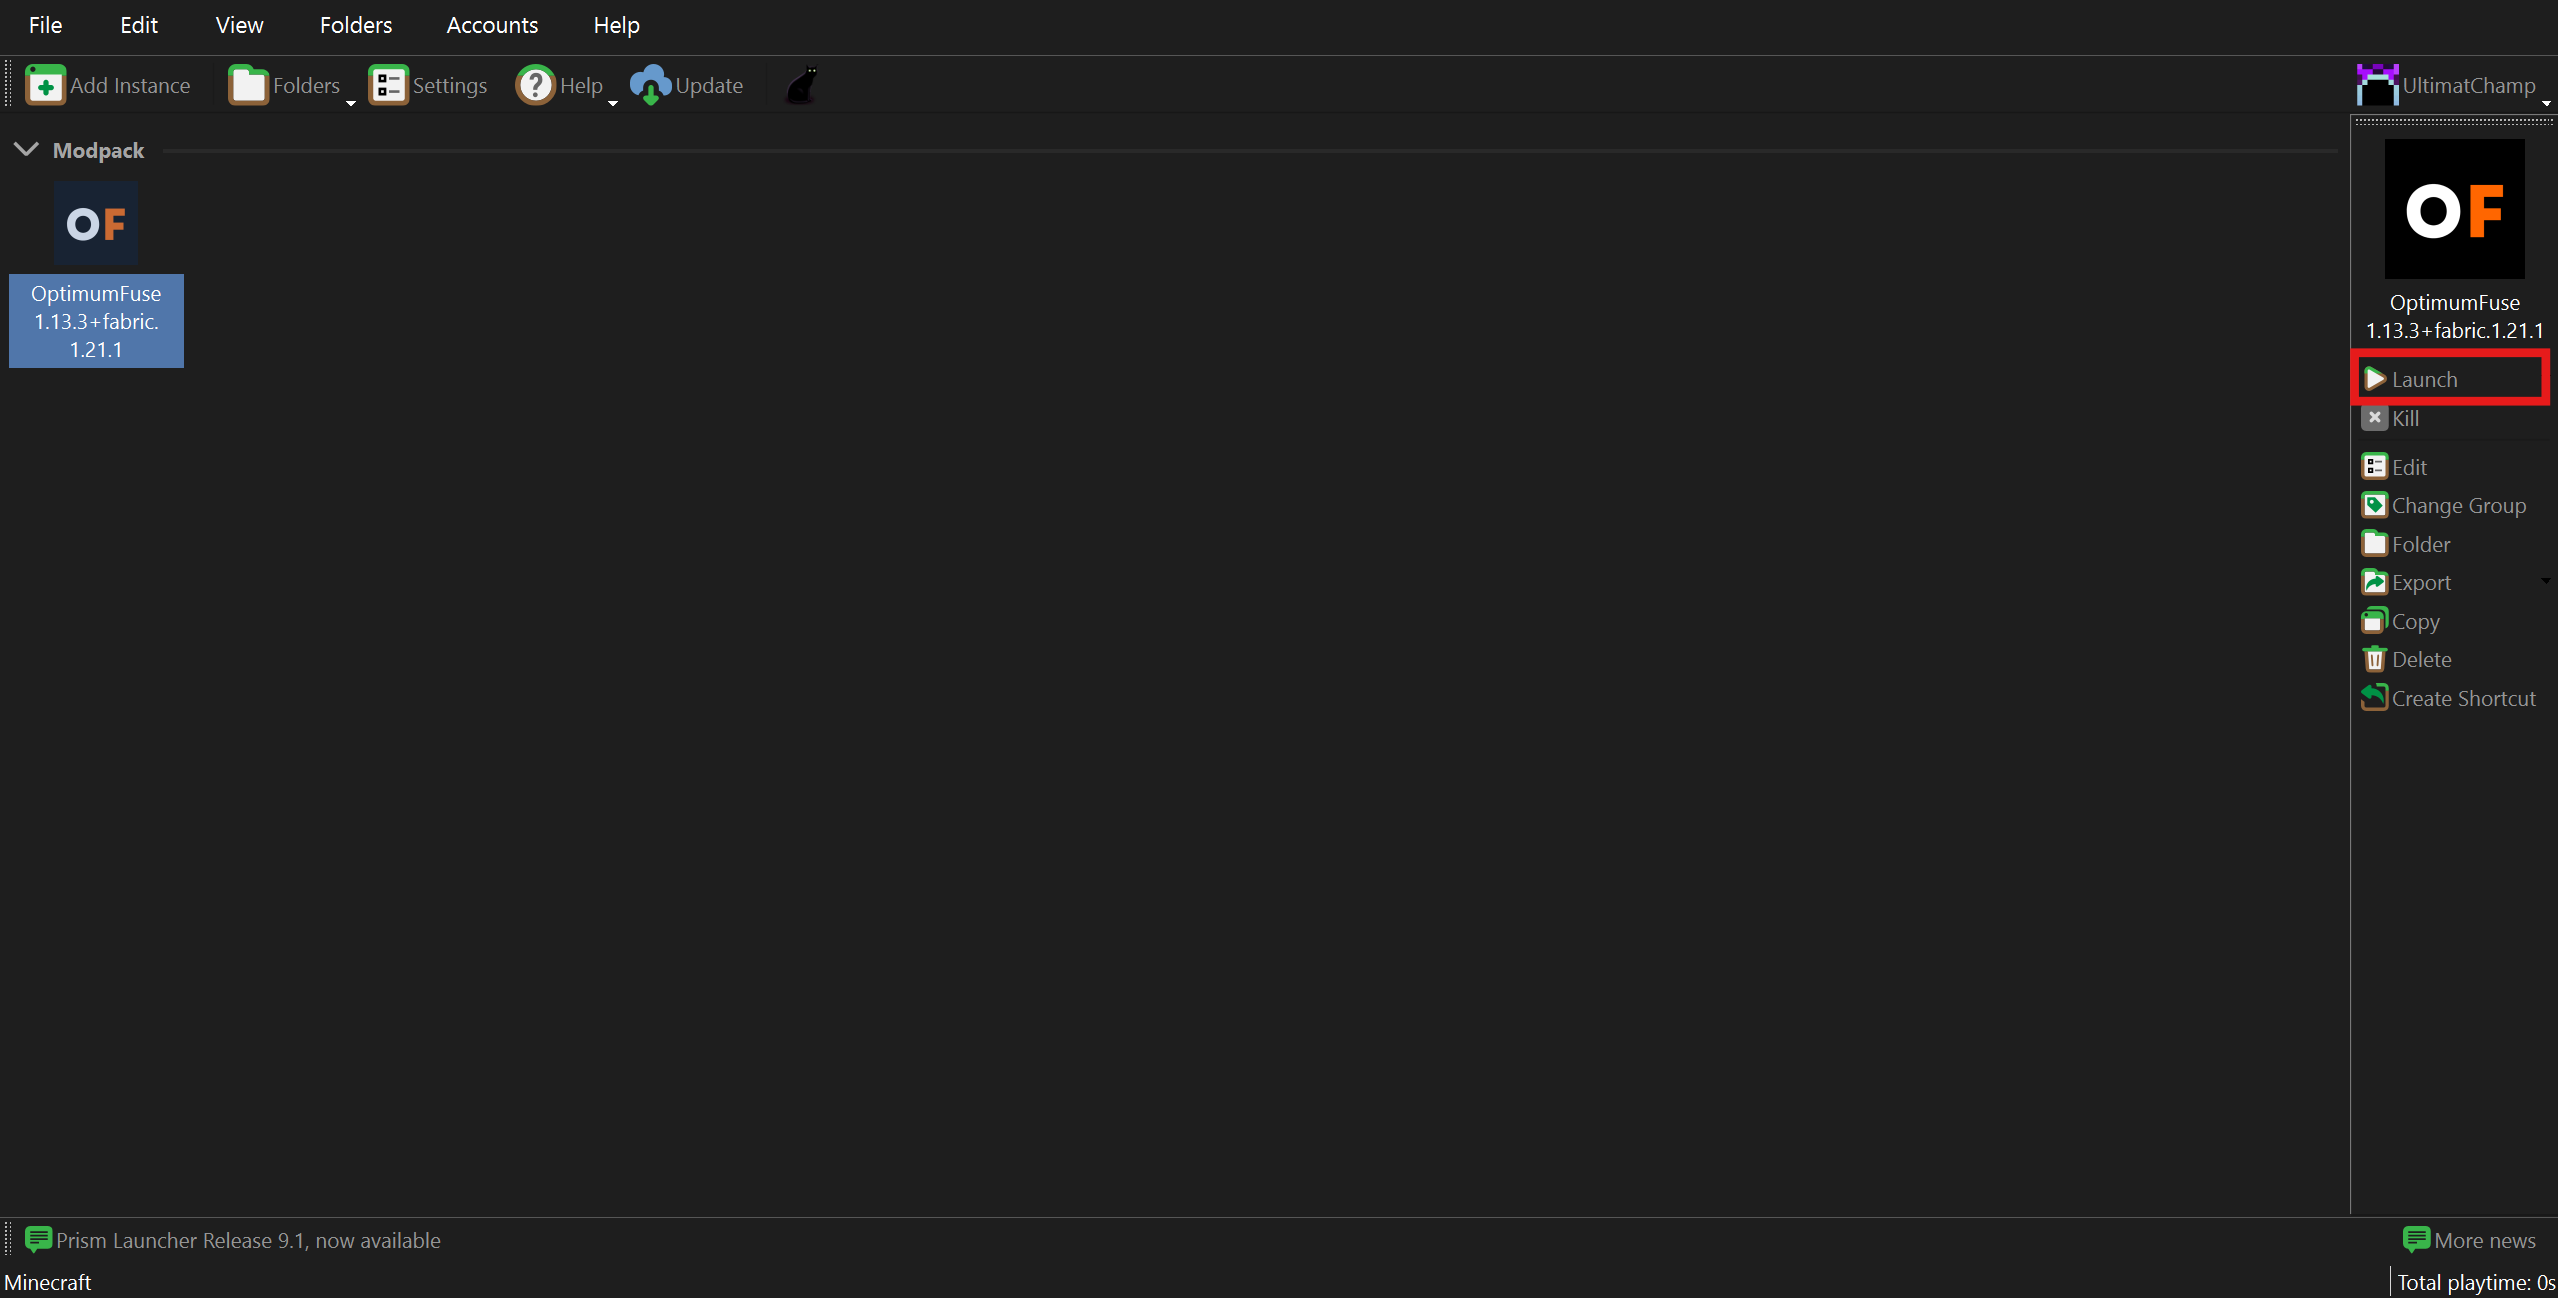 File Edit View Folders Accounts Help
Add Instance Folders Settings Help Update UltimatChamp
Modpack
OF
OptimumFuse
1.13.3+fabric.
1.21.1
OF
OptimumFuse
1.13.3+fabric.1.21.1
Launch
Kill
Edit
Change Group
Folder
Export
Copy
Delete
Create Shortcut
Prism Launcher Release 9.1, now available More news
Minecraft Total playtime: 0s